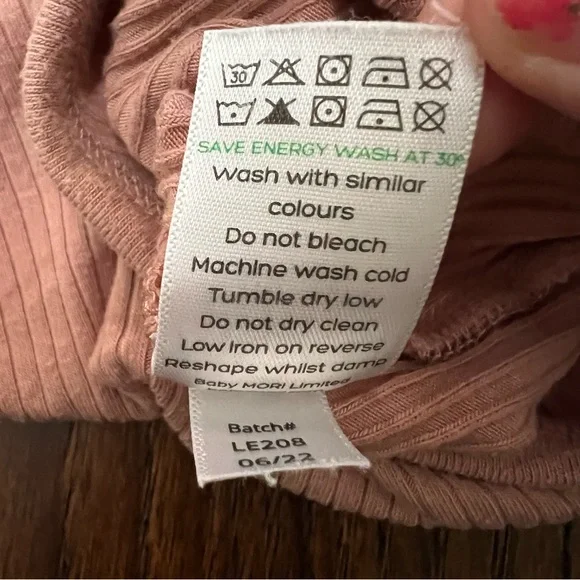 30
SAVE ENERGY WASH AT 30°
Wash with similar
colours
Do not bleach
Machine wash cold
Tumble dry low
Do not dry clean
Low iron on reverse
Reshape whilst damp
Baby MORI Limited
Batch#
LE208
06/22